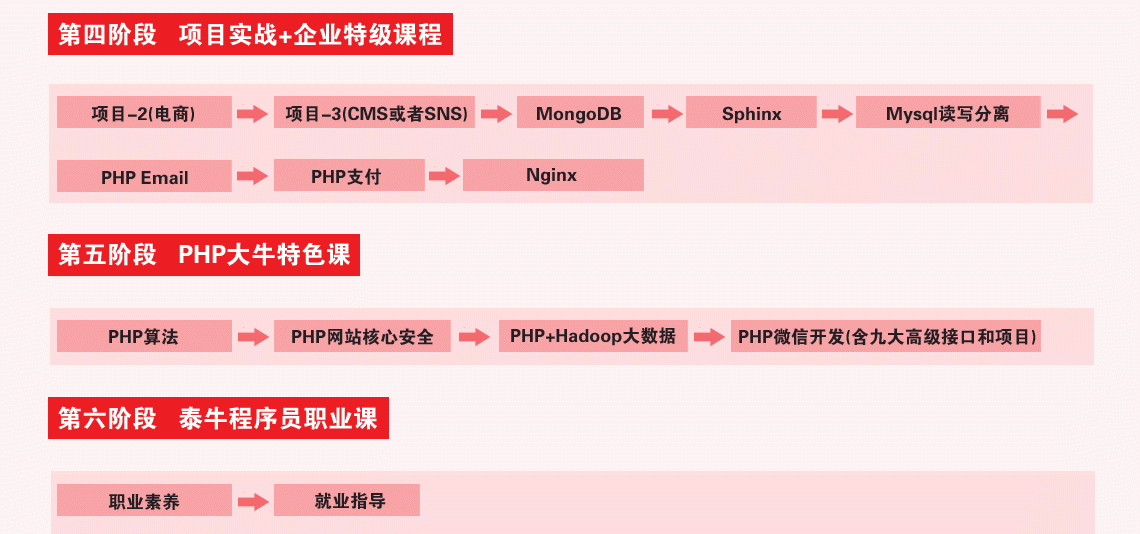 第四阶段 项目实战+企业特级课程
项目-2(电商) 项目-3(CMS或者SNS) MongoDB Sphinx Mysql读写分离
PHP Email PHP支付 Nginx
第五阶段 PHP大牛特色课
PHP算法 PHP网站核心安全 PHP+Hadoop大数据 PHP微信开发(含九大高级接口和项目)
第六阶段 泰牛程序员职业课
职业素养 就业指导